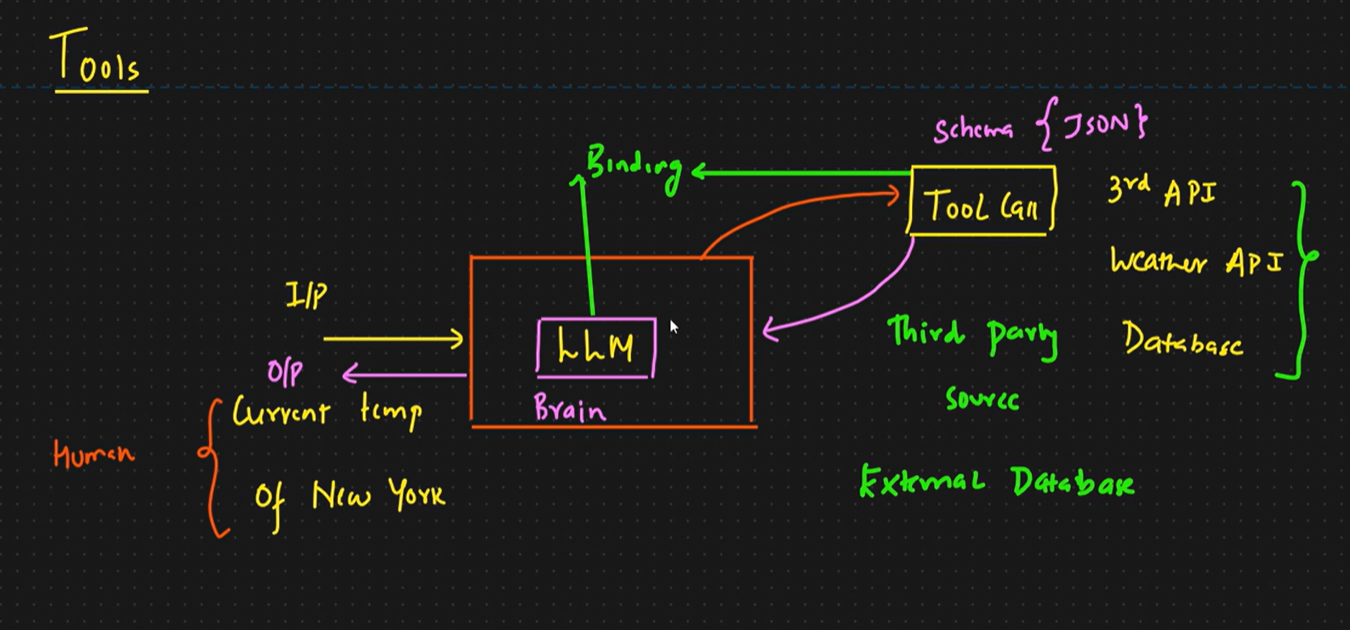 Tools
Schema {JSON}
Binding
Tool Call
3rd API
Weather API
I/P
LLM
Third party
Database
O/P
Brain
Source
Current temp
Human
Of New York
External Database